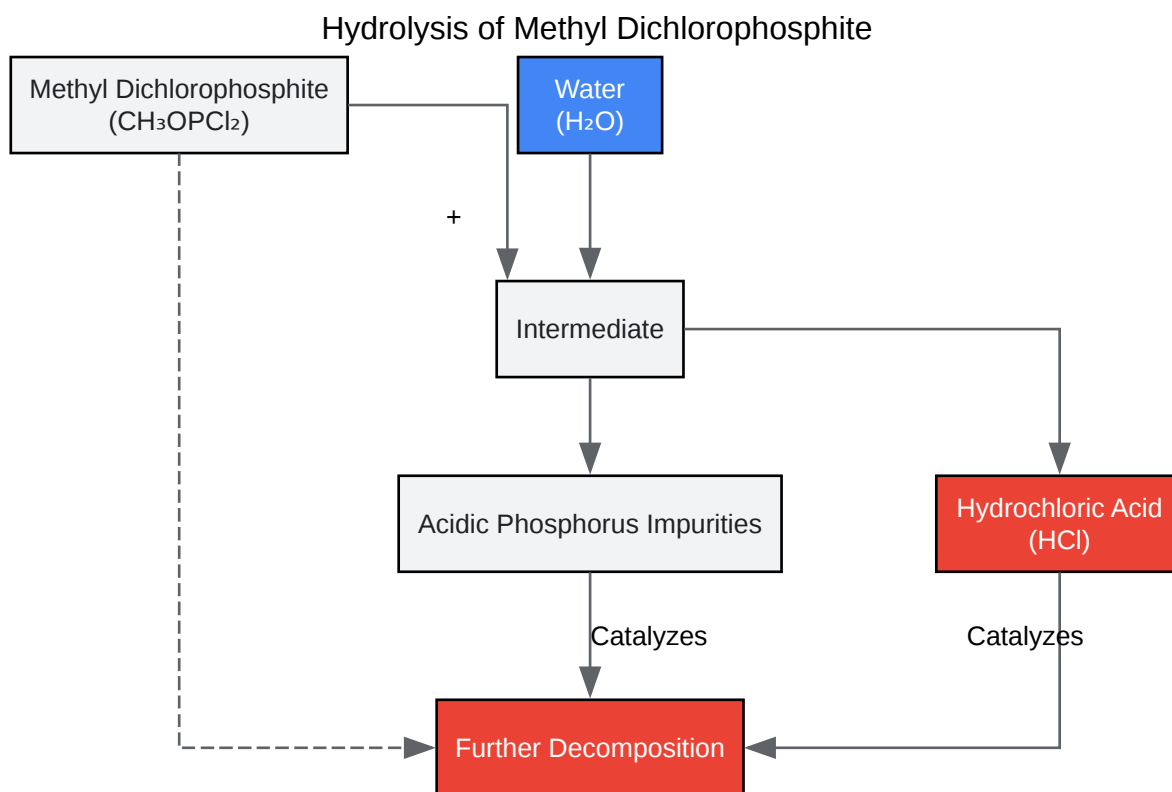 Hydrolysis of Methyl Dichlorophosphite
Methyl Dichlorophosphite
(CH₃OPCl₂)
Water
(H₂O)
+
Intermediate
Acidic Phosphorus Impurities
Hydrochloric Acid
(HCl)
Catalyzes
Catalyzes
Further Decomposition